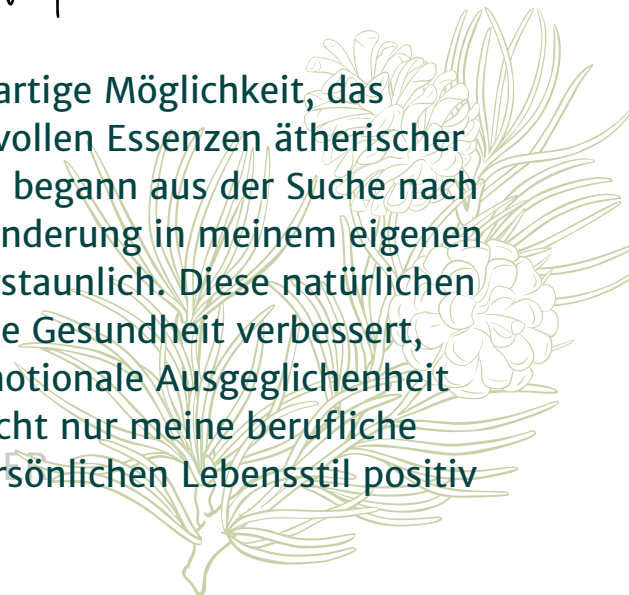 artige Möglichkeit, das
vollen Essenzen ätherischer
begann aus der Suche nach
nderung in meinem eigenen
staunlich. Diese natürlichen
e Gesundheit verbessert,
notionale Ausgeglichenheit
cht nur meine berufliche
rsönlichen Lebensstil positiv